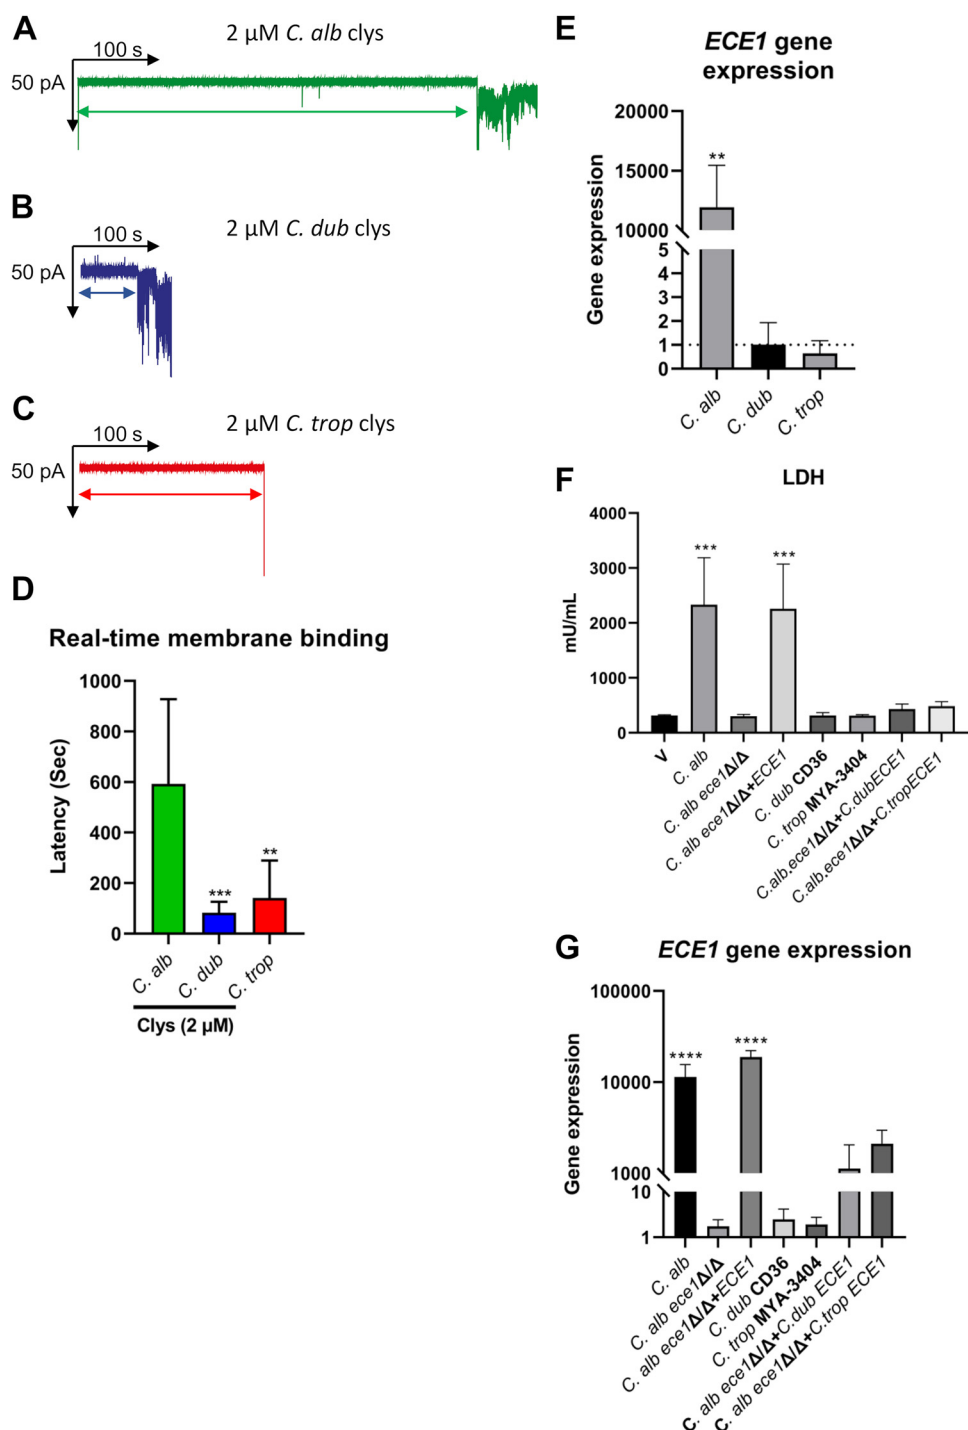 A
2 µM C. alb clys
100 s
50 pA
B
2 µM C. dub clys
100 s
50 pA
C
2 µM C. trop clys
100 s
50 pA
D
Real-time membrane binding
Latency (Sec)
1000
800
600
400
200
0
***
**
C. alb
C. dub
C. trop
Clys (2 µM)
E
ECE1 gene
expression
Gene expression
20000
15000
10000
5
4
3
2
1
0
**
C. alb
C. dub
C. trop
F
LDH
mU/mL
4000
3000
2000
1000
0
***
***
V
C. alb
C. alb ece1Δ/Δ
C. alb ece1Δ/Δ+ECE1
C. dub CD36
C. trop MYA-3404
C.alb.ece1Δ/Δ+C.dubECE1
C.alb.ece1Δ/Δ+C.tropECE1
G
ECE1 gene expression
Gene expression
100000
10000
1000
10
1
****
****
C. alb
C. alb ece1Δ/Δ
C. alb ece1Δ/Δ+ECE1
C. dub CD36
C. trop MYA-3404
C. alb ece1Δ/Δ+C.dub ECE1
C. alb ece1Δ/Δ+C.trop ECE1